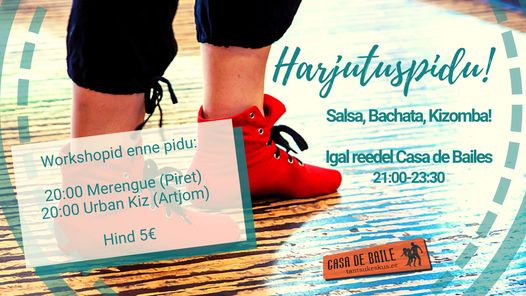 Harjutuspidu!
Salsa, Bachata, Kizomba!
Igal reedel Casa de Bailes
21:00-23:30
Workshopid enne pidu:
20:00 Merengue (Piret)
20:00 Urban Kiz (Artjom)
Hind 5€
CASA DE BAILE
tantsukeskus.ee